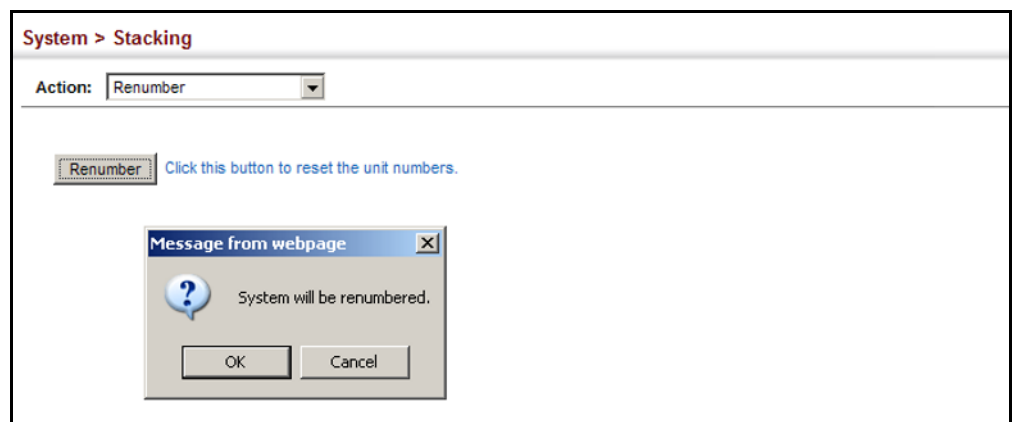 System > Stacking
Action: Renumber
Renumber Click this button to reset the unit numbers.
Message from webpage
System will be renumbered.
OK Cancel